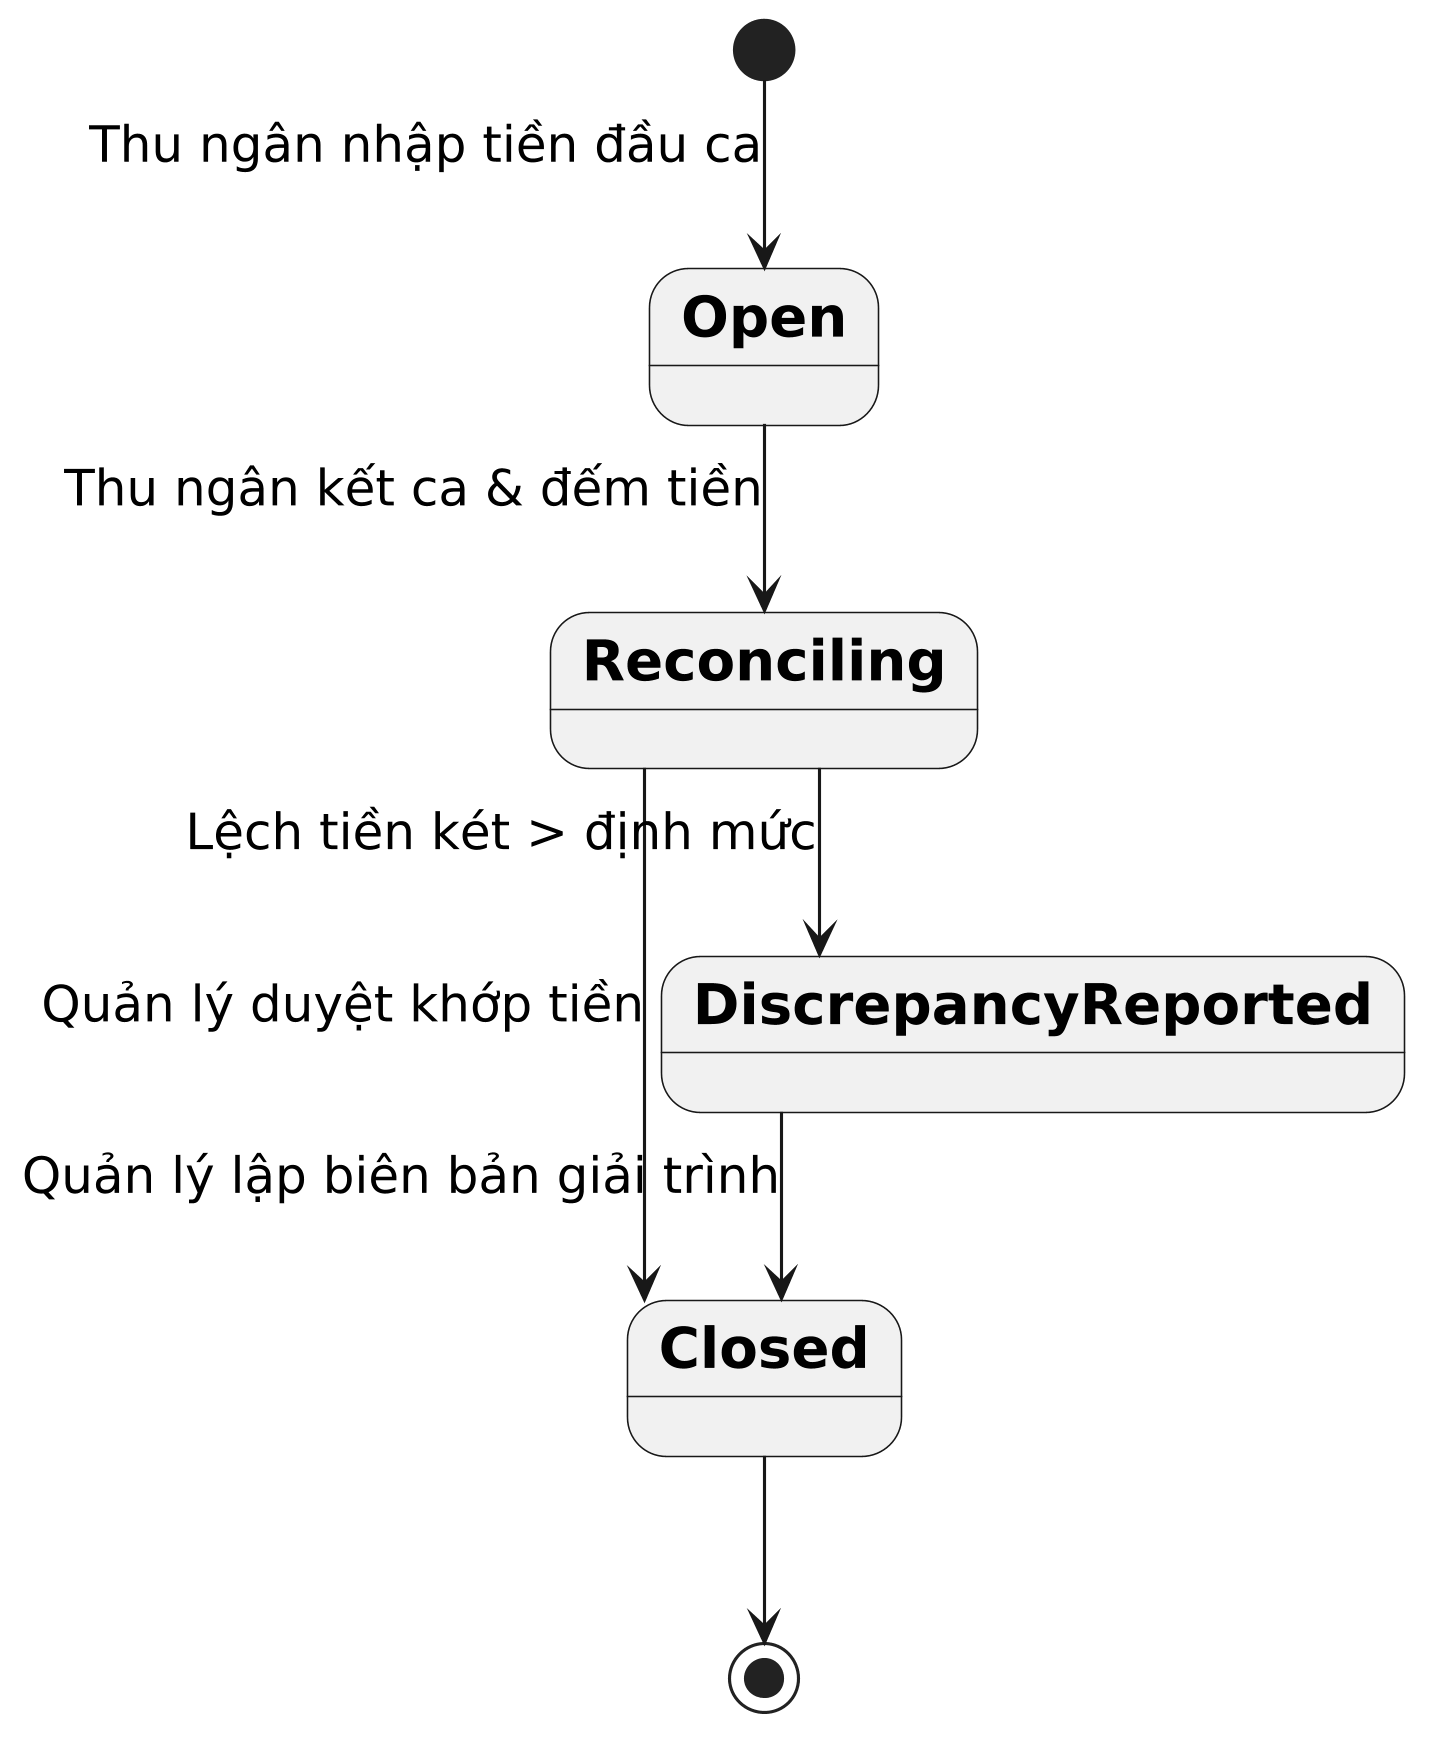 Thu ngân nhập tiền đầu ca
Open
Thu ngân kết ca & đếm tiền
Reconciling
Lệch tiền két > định mức
Quản lý duyệt khớp tiền
DiscrepancyReported
Quản lý lập biên bản giải trình
Closed